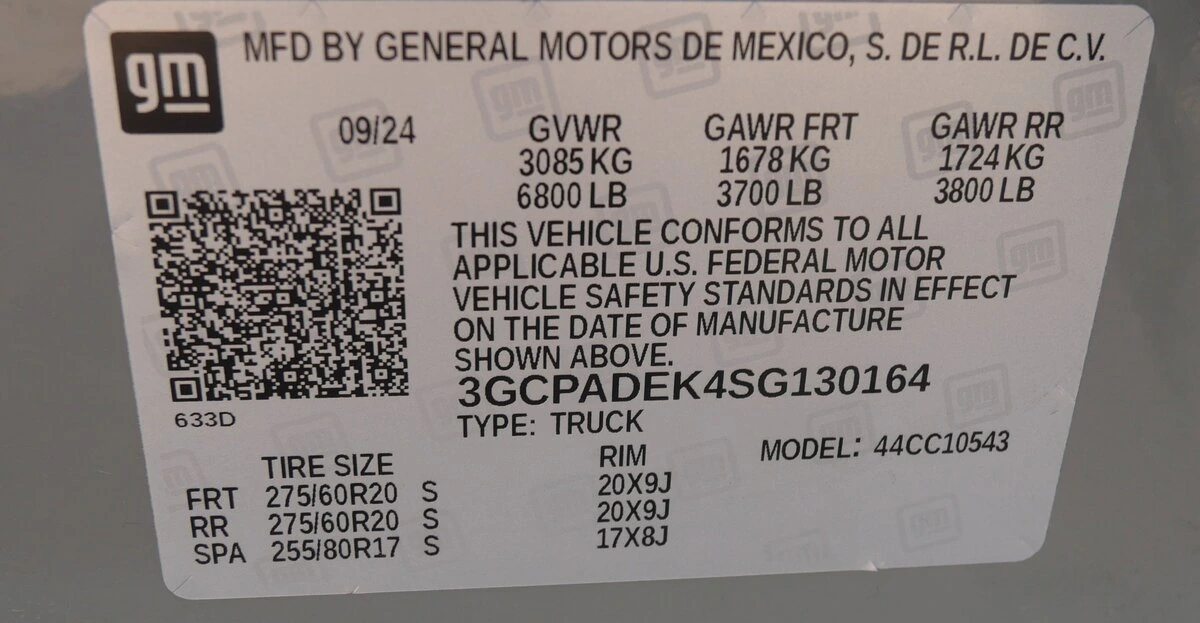 gm MFD BY GENERAL MOTORS DE MEXICO, S. DE R.L. DE C.V.
09/24 GVWR GAWR FRT GAWR RR
3085 KG 1678 KG 1724 KG
6800 LB 3700 LB 3800 LB
THIS VEHICLE CONFORMS TO ALL
APPLICABLE U.S. FEDERAL MOTOR
VEHICLE SAFETY STANDARDS IN EFFECT
ON THE DATE OF MANUFACTURE
SHOWN ABOVE.
3GCPADEK4SG130164
633D
TYPE: TRUCK
MODEL: 44CC10543
TIRE SIZE RIM
FRT 275/60R20 S 20X9J
RR 275/60R20 S 20X9J
SPA 255/80R17 S 17X8J